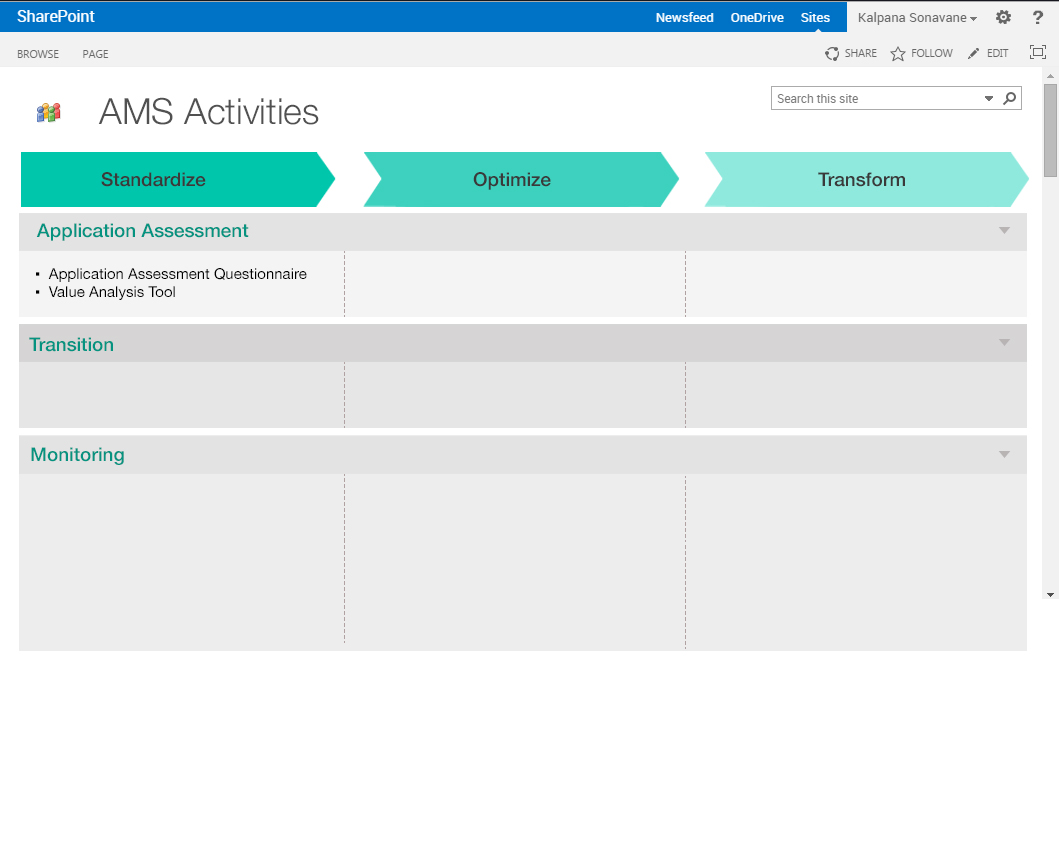 SharePoint
Newsfeed OneDrive Sites Kalpana Sonavane ?
BROWSE PAGE SHARE FOLLOW EDIT
AMS Activities
Search this site
Standardize Optimize Transform
Application Assessment
▪ Application Assessment Questionnaire
▪ Value Analysis Tool
Transition
Monitoring